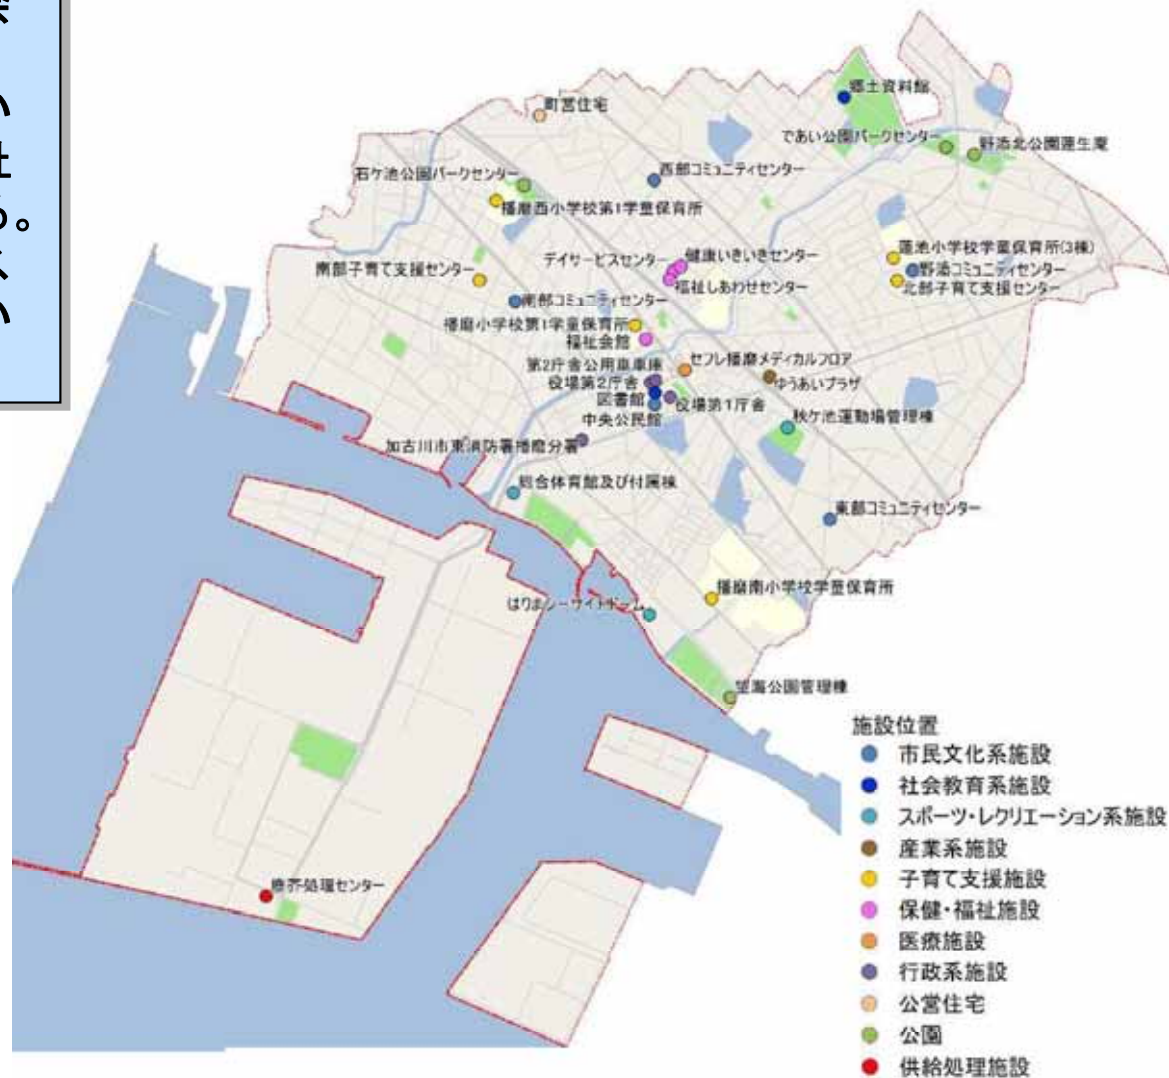 い
る。
い
郷土資料館
町営住宅
であい公園パークセンター
野添北公園蓮生庵
石ケ池公園パークセンター
西部コミュニティセンター
播磨西小学校第1学童保育所
蓮池小学校学童保育所(3棟)
デイサービスセンター
健康いきいきセンター
南部子育て支援センター
野添コミュニティセンター
福祉しあわせセンター
北部子育て支援センター
南部コミュニティセンター
播磨小学校第1学童保育所
福祉会館
第2庁舎公用車車庫
セフレ播磨メディカルフロア
役場第2庁舎
ゆうあいプラザ
図書館
役場第1庁舎
中央公民館
秋ケ池運動場管理棟
加古川市東消防署播磨分署
総合体育館及び付属棟
東部コミュニティセンター
播磨南小学校学童保育所
はりまシーサイドドーム
望海公園管理棟
塵芥処理センター
施設位置
市民文化系施設
社会教育系施設
スポーツ・レクリエーション系施設
産業系施設
子育て支援施設
保健・福祉施設
医療施設
行政系施設
公営住宅
公園
供給処理施設